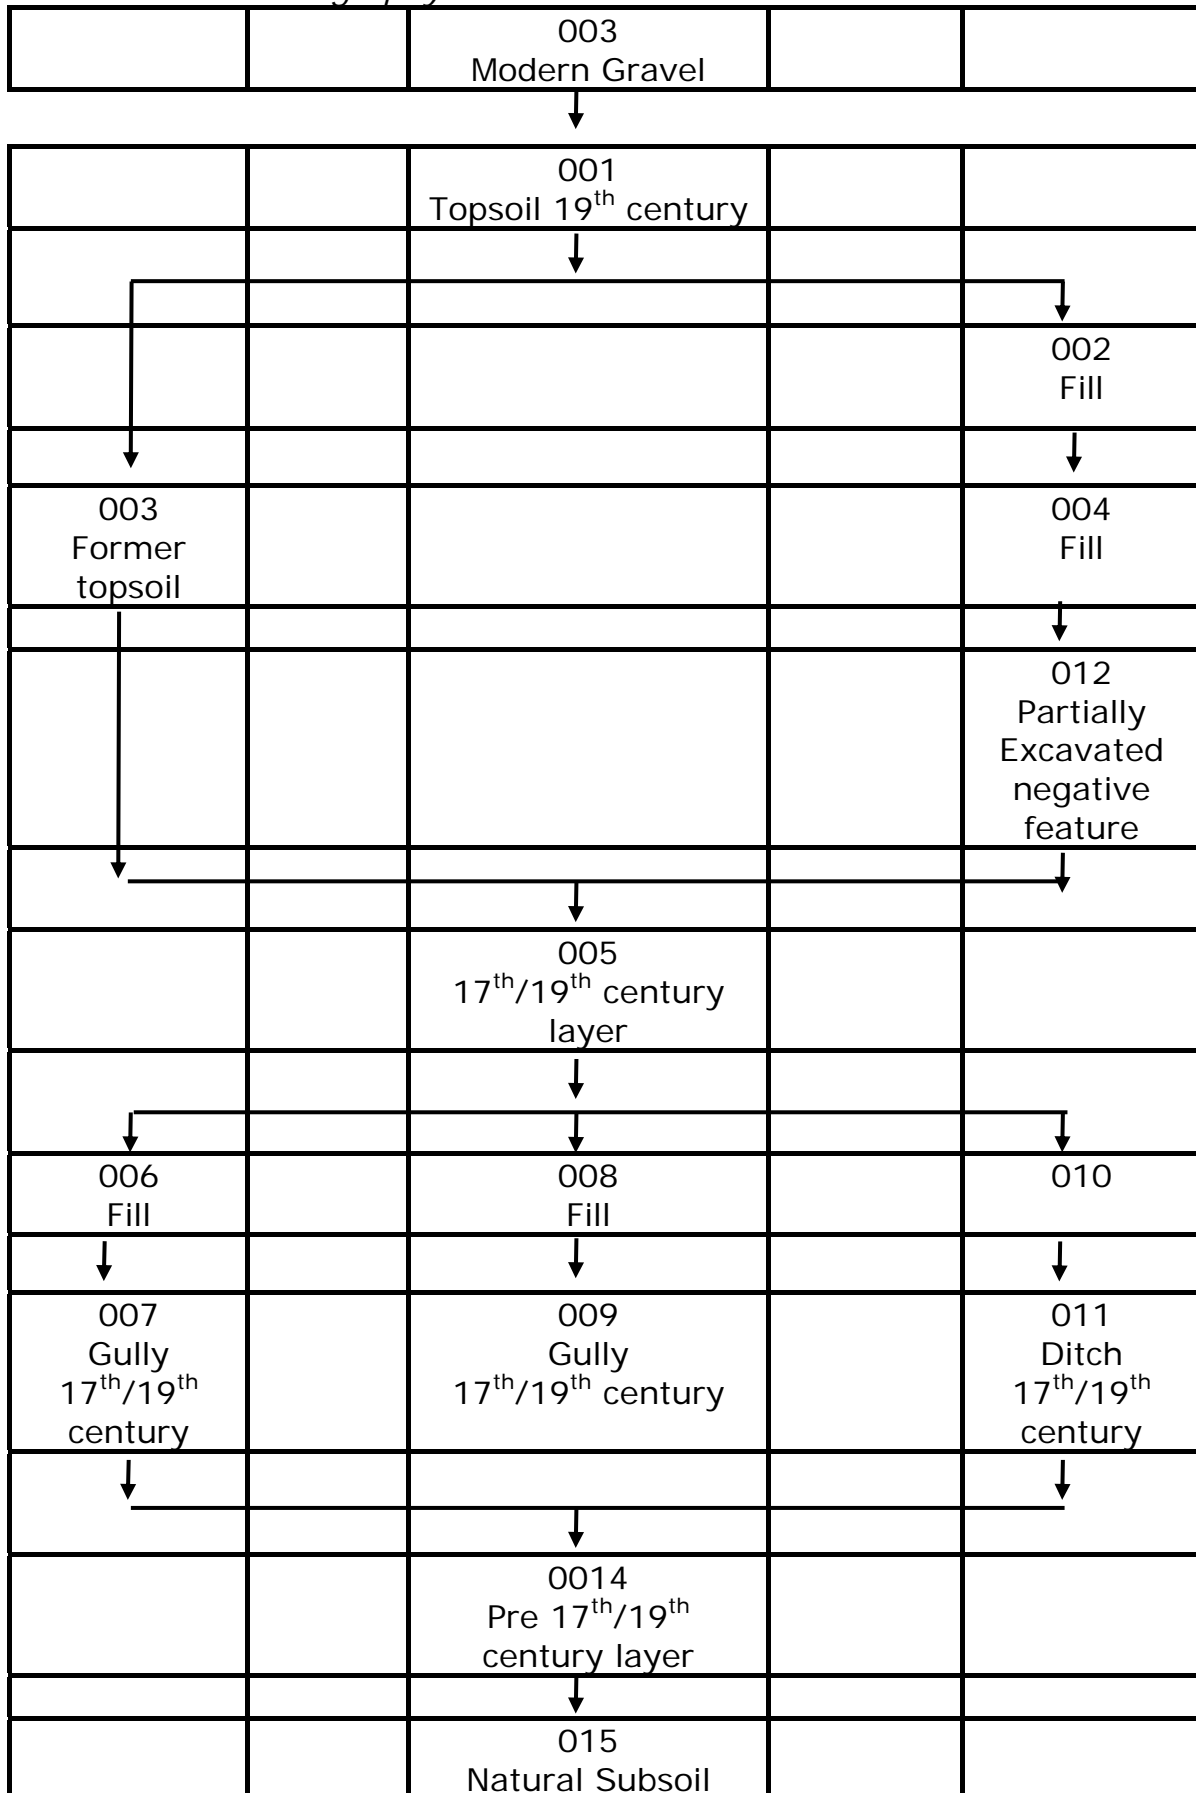 003
Modern Gravel
001
Topsoil 19th century
002
Fill
003
Former
topsoil
004
Fill
012
Partially
Excavated
negative
feature
005
17th/19th century
layer
006
Fill
008
Fill
010
007
Gully
17th/19th
century
009
Gully
17th/19th century
011
Ditch
17th/19th
century
0014
Pre 17th/19th
century layer
015
Natural Subsoil